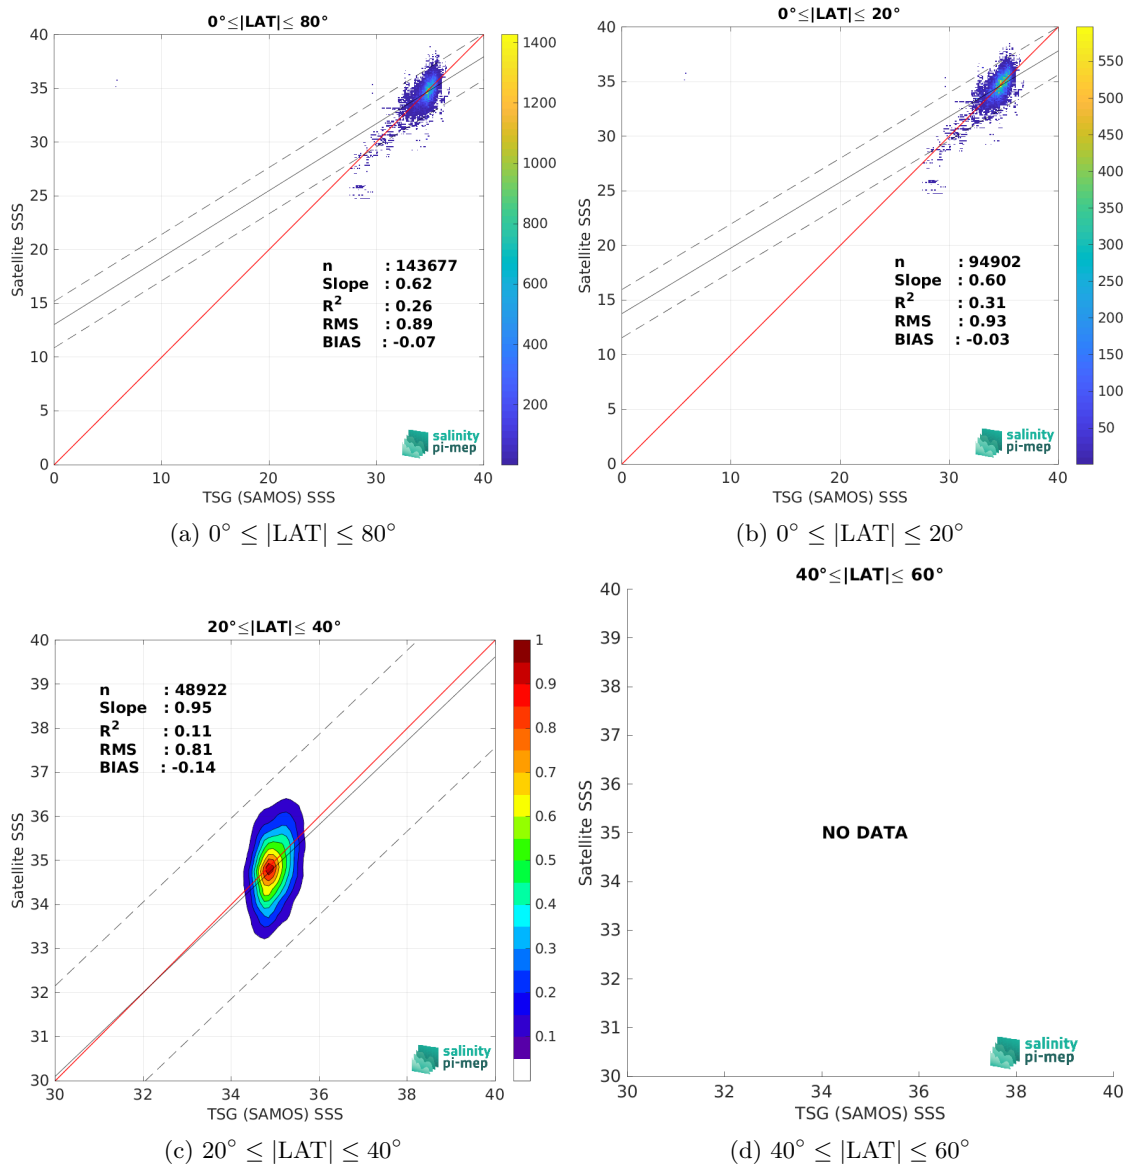 0°≤|LAT|≤ 80°
40
35
30
25
20
15
10
5
0
Satellite SSS
n : 143677
Slope : 0.62
R² : 0.26
RMS : 0.89
BIAS : -0.07
salinity
pi-mep
0 10 20 30 40
TSG (SAMOS) SSS
1400
1200
1000
800
600
400
200
(a) 0° ≤ |LAT| ≤ 80°
0°≤|LAT|≤ 20°
40
35
30
25
20
15
10
5
0
Satellite SSS
n : 94902
Slope : 0.60
R² : 0.31
RMS : 0.93
BIAS : -0.03
salinity
pi-mep
0 10 20 30 40
TSG (SAMOS) SSS
550
500
450
400
350
300
250
200
150
100
50
(b) 0° ≤ |LAT| ≤ 20°
20°≤|LAT|≤ 40°
40
39
38
37
36
35
34
33
32
31
30
Satellite SSS
n : 48922
Slope : 0.95
R² : 0.11
RMS : 0.81
BIAS : -0.14
salinity
pi-mep
30 32 34 36 38 40
TSG (SAMOS) SSS
1
0.9
0.8
0.7
0.6
0.5
0.4
0.3
0.2
0.1
(c) 20° ≤ |LAT| ≤ 40°
40°≤|LAT|≤ 60°
40
39
38
37
36
35
34
33
32
31
30
Satellite SSS
NO DATA
salinity
pi-mep
30 32 34 36 38 40
TSG (SAMOS) SSS
(d) 40° ≤ |LAT| ≤ 60°